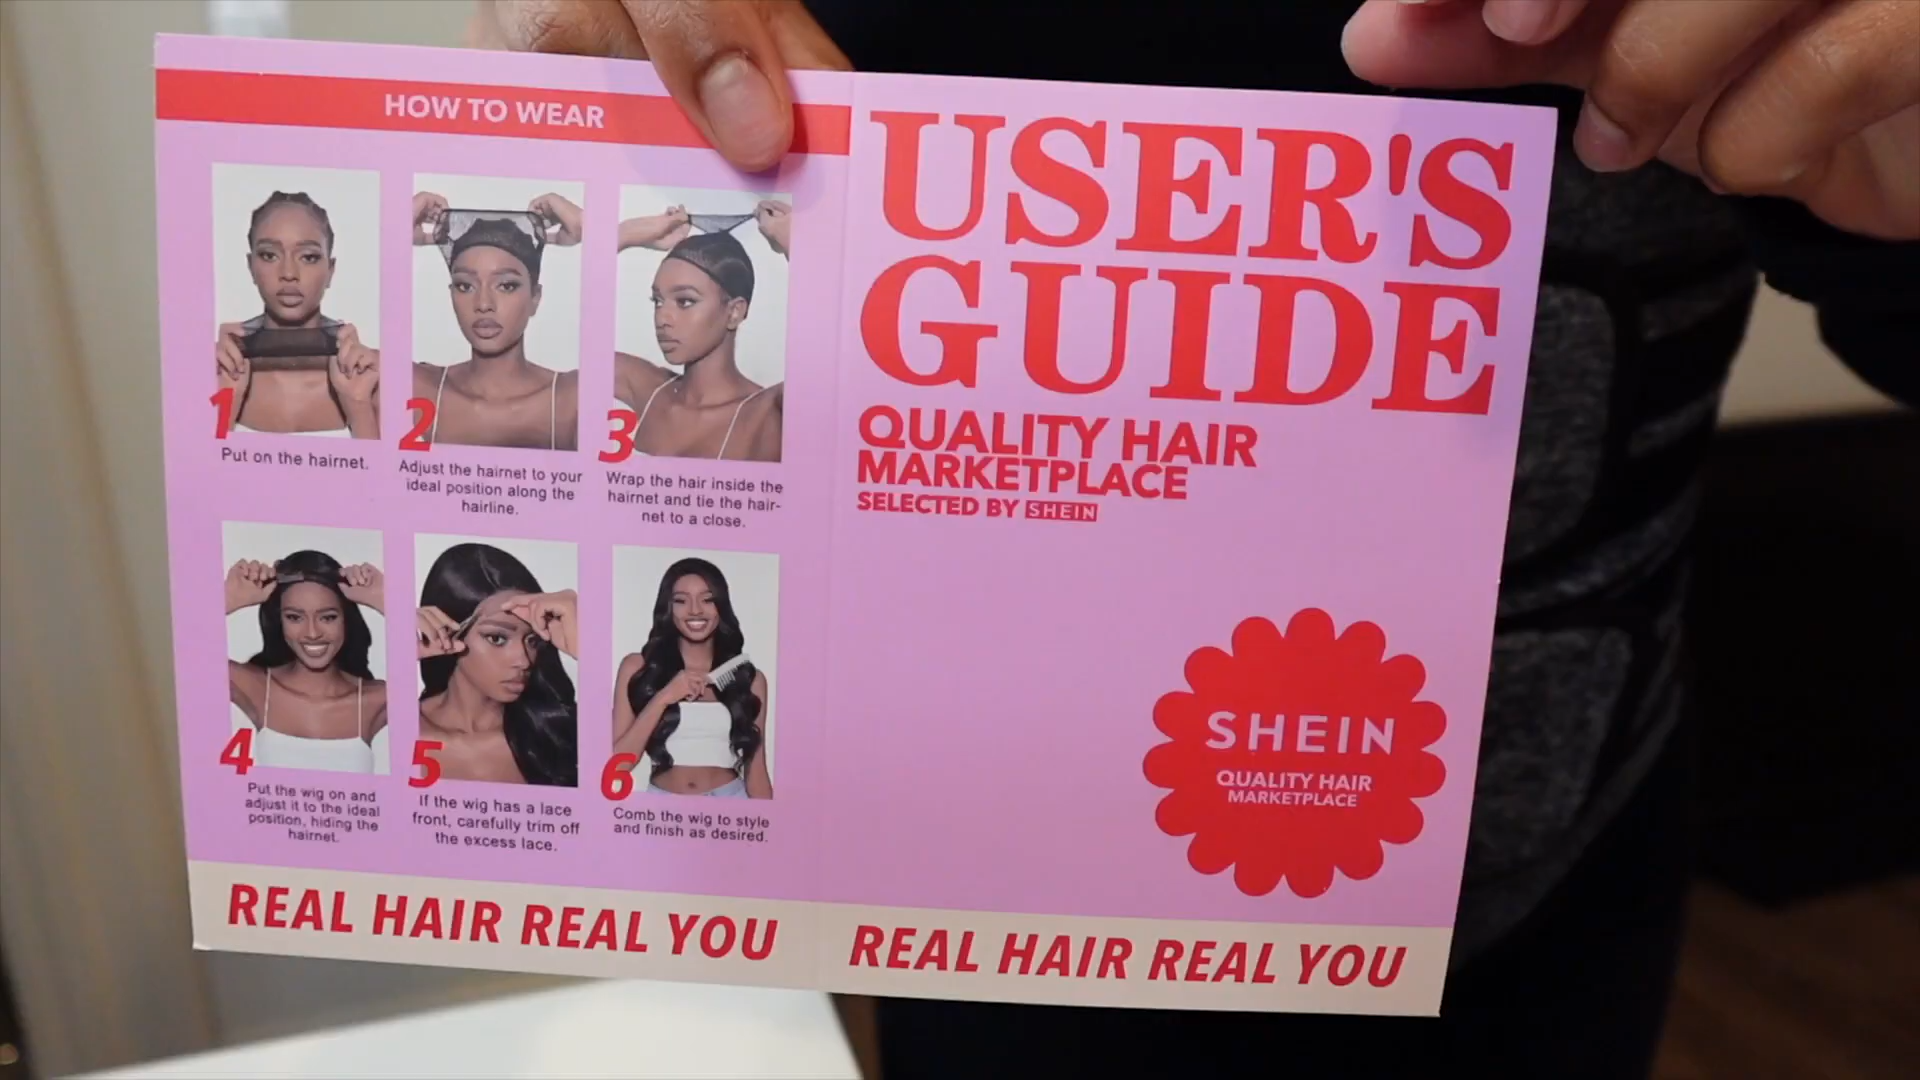 HOW TO WEAR
1
Put on the hairnet.
2
Adjust the hairnet to your
ideal position along the
hairline.
3
Wrap the hair inside the
hairnet and tie the hair-
net to a close.
4
Put the wig on and
adjust it to the ideal
position, hiding the
hairnet.
5
If the wig has a lace
front, carefully trim off
the excess lace.
6
Comb the wig to style
and finish as desired.
REAL HAIR REAL YOU
USER'S
GUIDE
QUALITY HAIR
MARKETPLACE
SELECTED BY SHEIN
SHEIN
QUALITY HAIR
MARKETPLACE
REAL HAIR REAL YOU